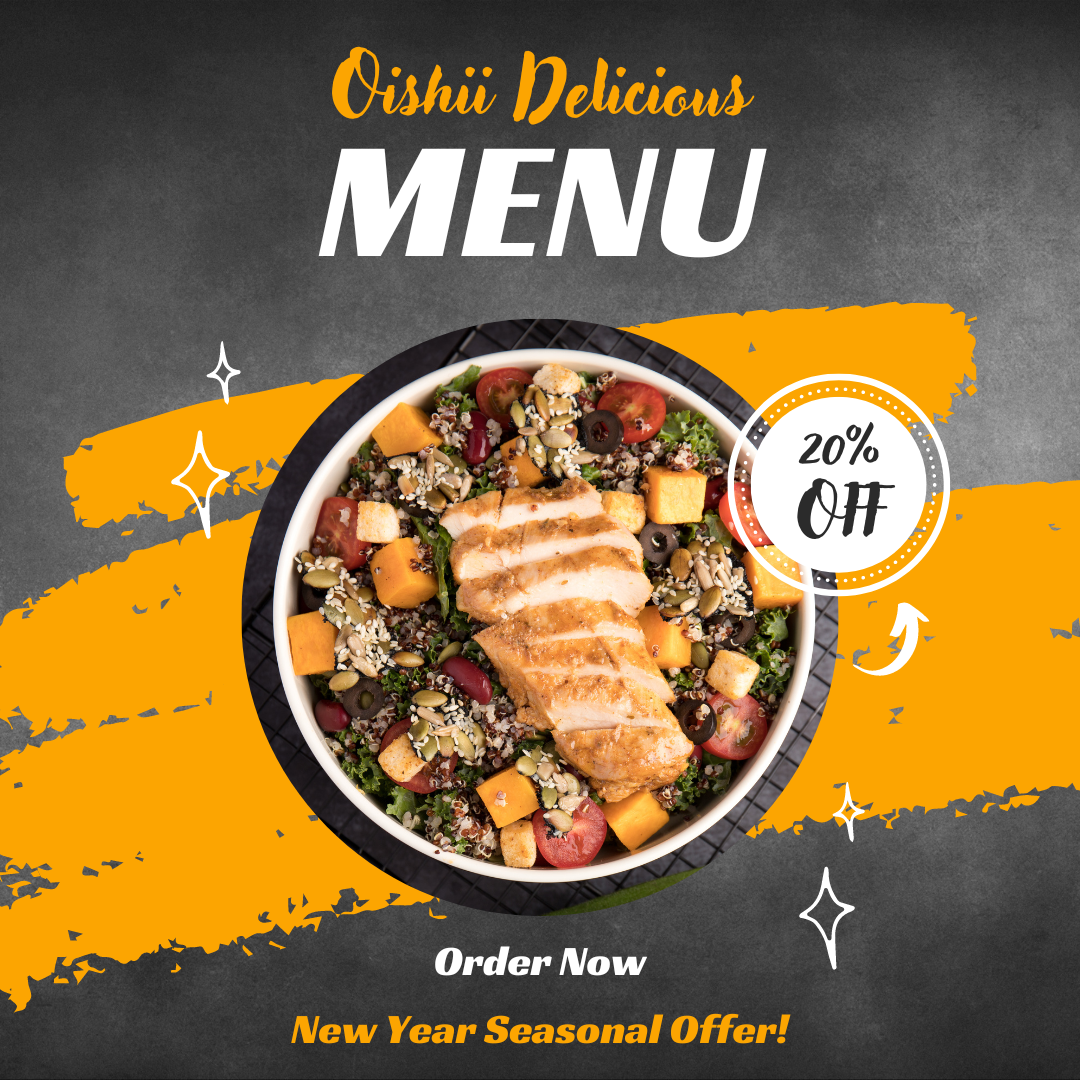 Oishii Delicious
MENU
20%
OFF
Order Now
New Year Seasonal Offer!